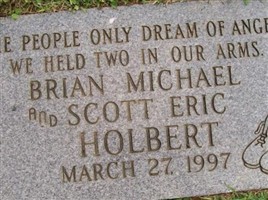 E PEOPLE ONLY DREAM OF ANGE
WE HELD TWO IN OUR ARMS.
BRIAN MICHAEL
AND SCOTT ERIC
HOLBERT
MARCH 27, 1997